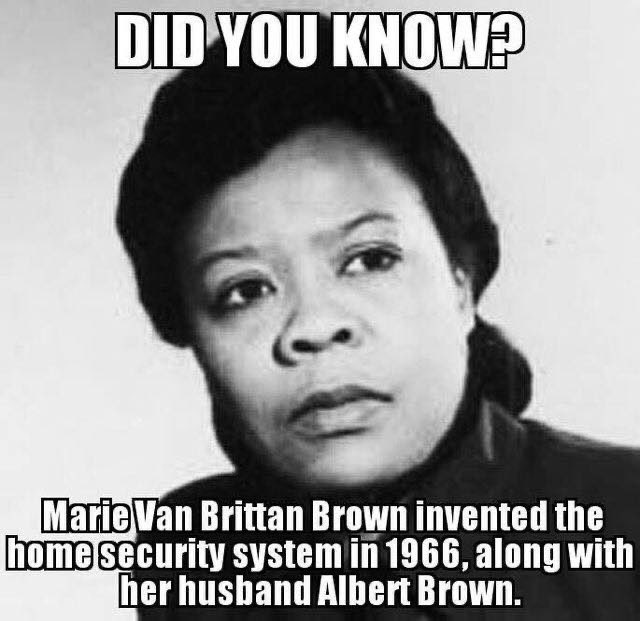 DID YOU KNOW?
Marie Van Brittan Brown invented the
home security system in 1966, along with
her husband Albert Brown.